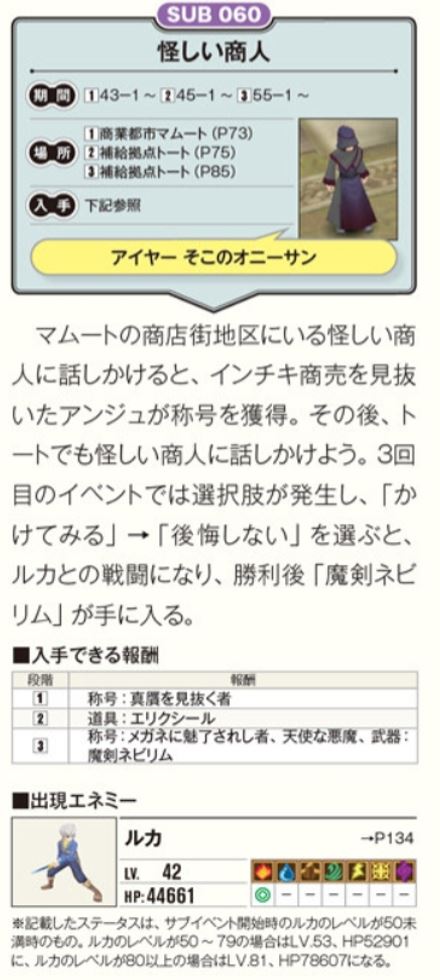 SUB 060
怪しい商人
期間 1 43-1 ~ 2 45-1 ~ 3 55-1 ~
場所 1 商業都市マムート (P73)
2 補給拠点トート (P75)
3 補給拠点トート (P85)
入手 下記参照
アイヤー そこのオニーサン
マムートの商店街地区にいる怪しい商
人に話しかけると、インチキ商売を見抜
いたアンジュが称号を獲得。その後、ト
ートでも怪しい商人に話しかけよう。3回
目のイベントでは選択肢が発生し、「か
けてみる」→「後悔しない」を選ぶと、
ルカとの戦闘になり、勝利後「魔剣ネビ
リム」が手に入る。
■入手できる報酬
段階 報酬
1 称号：真贋を見抜く者
2 道具：エリクシール
3 称号：メガネに魅了されし者、天使な悪魔、武器：
魔剣ネビリム
■出現エネミー
ルカ →P134
LV. 42
HP:44661 ◎ － － － － － －
※記載したステータスは、サブイベント開始時のルカのレベルが50未
満時のもの。ルカのレベルが50～79の場合はLV.53、HP52901
に、ルカのレベルが80以上の場合はLV.81、HP78607になる。